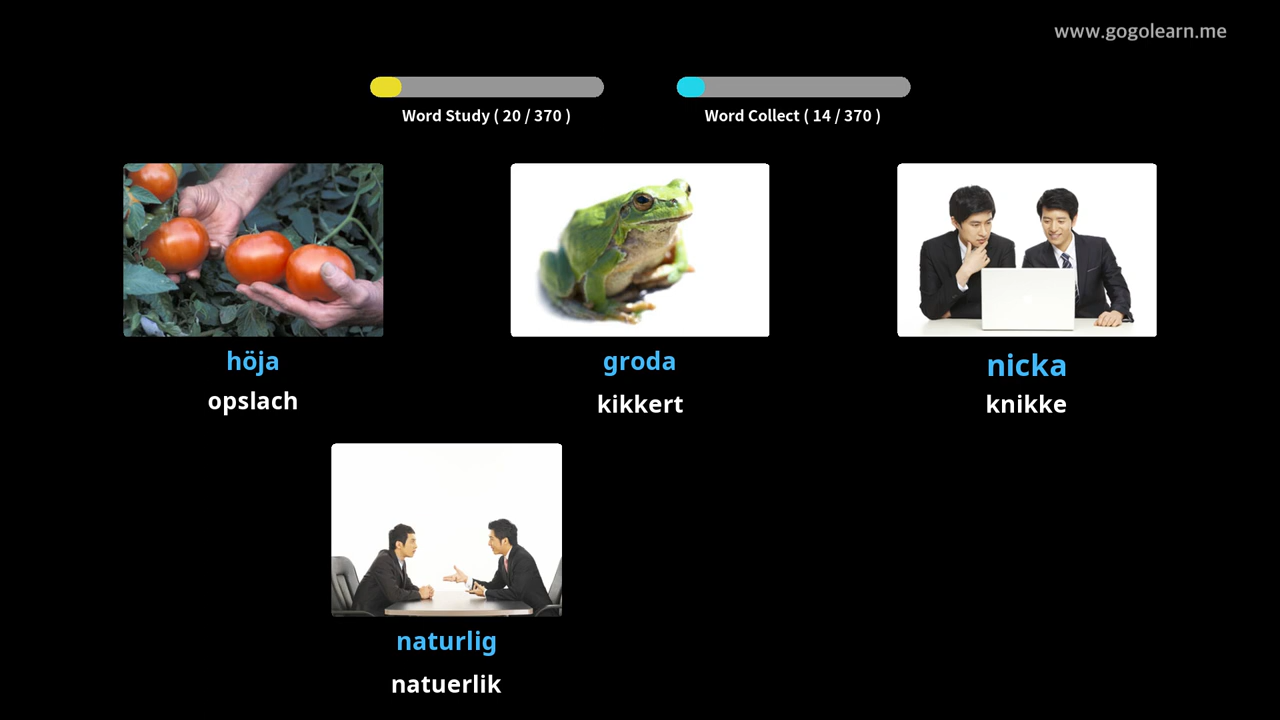 www.gogolearn.me
Word Study ( 20 / 370 )
Word Collect ( 14 / 370 )
höja
opslach
groda
kikkert
nicka
knikke
naturlig
natuerlik